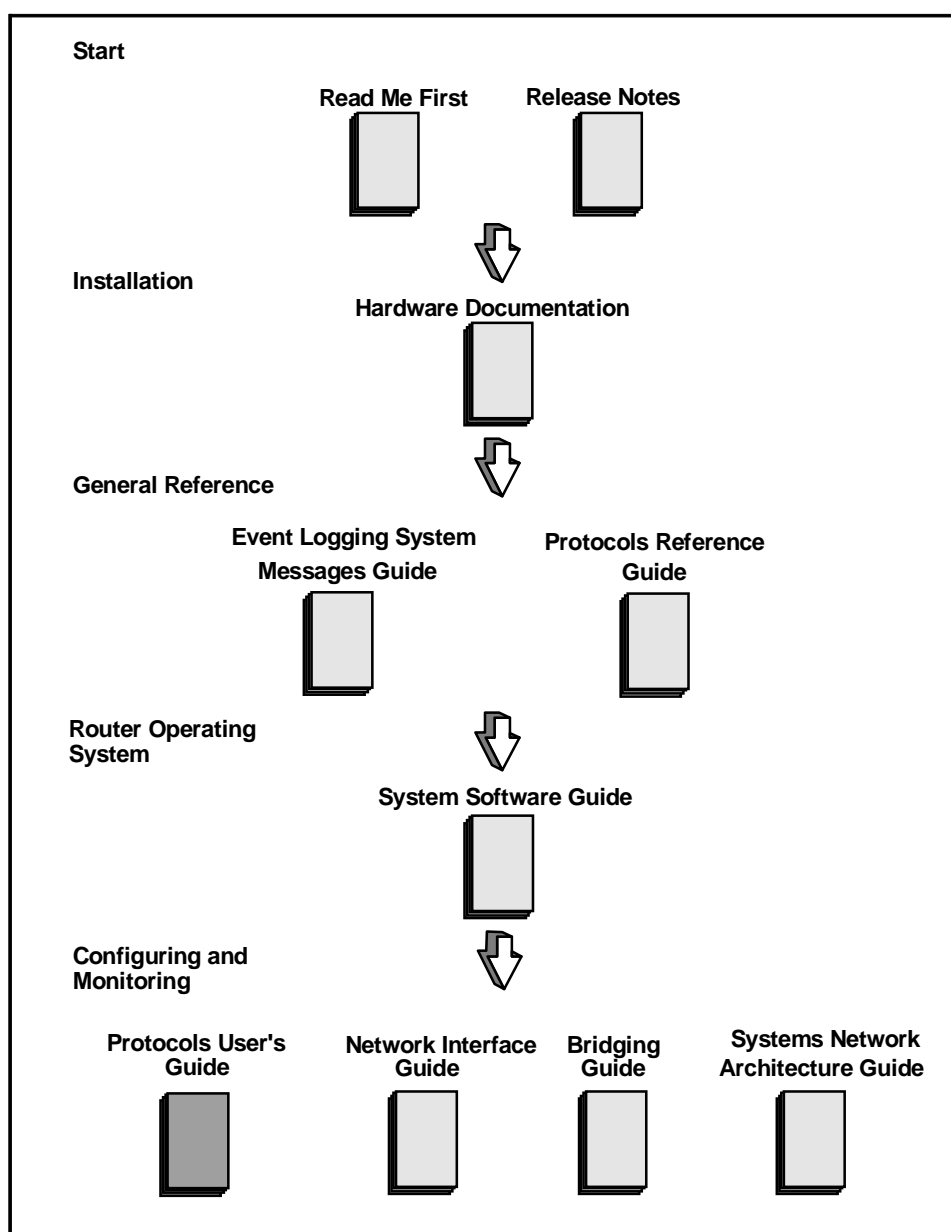 Start
Read Me First
Release Notes
Installation
Hardware Documentation
General Reference
Event Logging System
Messages Guide
Protocols Reference
Guide
Router Operating
System
System Software Guide
Configuring and
Monitoring
Protocols User's
Guide
Network Interface
Guide
Bridging
Guide
Systems Network
Architecture Guide